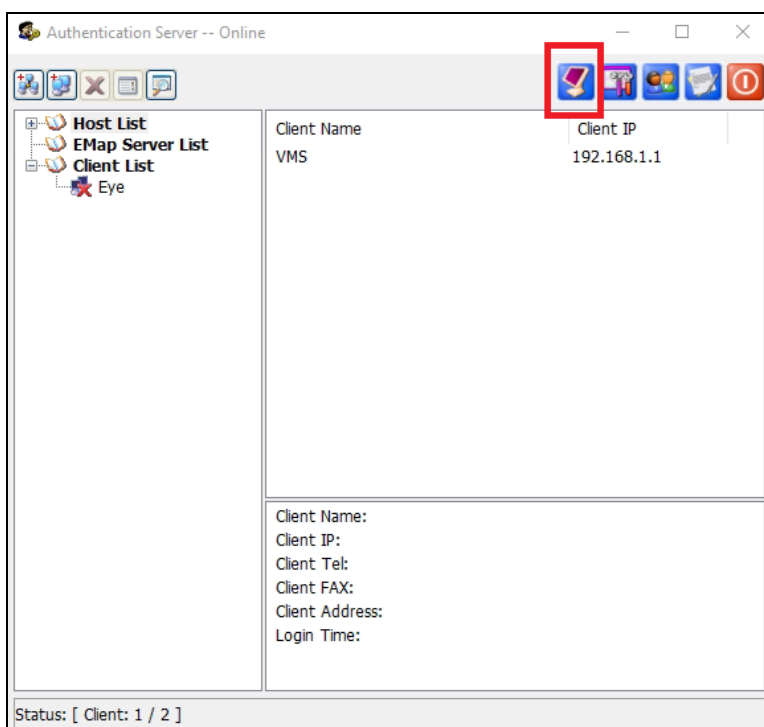 Authentication Server -- Online
Host List
EMap Server List
Client List
Eye
Client Name Client IP
VMS 192.168.1.1
Client Name:
Client IP:
Client Tel:
Client FAX:
Client Address:
Login Time:
Status: [ Client: 1 / 2 ]